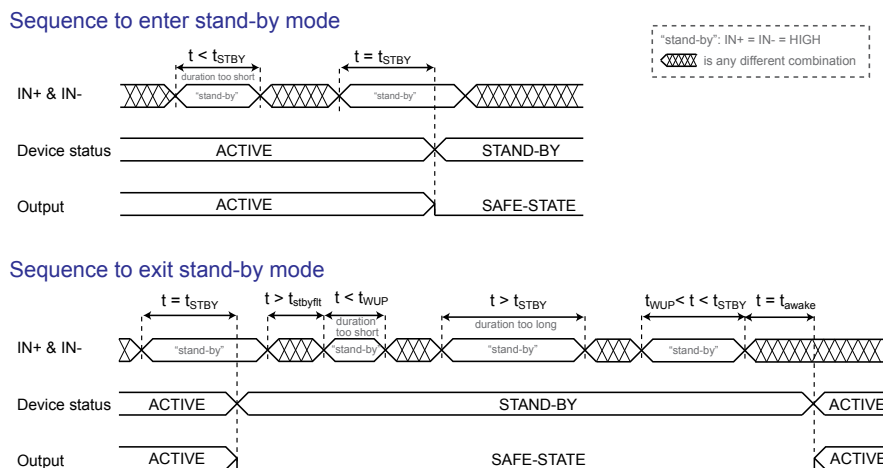 Sequence to enter stand-by mode
"stand-by": IN+ = IN- = HIGH
is any different combination
t < tSTBY
t = tSTBY
duration too short
IN+ & IN-
"stand-by"
"stand-by"
Device status
ACTIVE
STAND-BY
Output
ACTIVE
SAFE-STATE
Sequence to exit stand-by mode
t = tSTBY
t > tstbyflt
t < tWUP
t > tSTBY
tWUP< t < tSTBY
t = tawake
duration
too short
duration too long
IN+ & IN-
"stand-by"
"stand-by"
"stand-by"
"stand-by"
Device status
ACTIVE
STAND-BY
ACTIVE
Output
ACTIVE
SAFE-STATE
ACTIVE